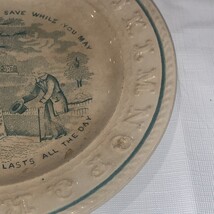 SAVE WHILE YOU MAY
LASTS ALL THE DAY
K L M N O P Q